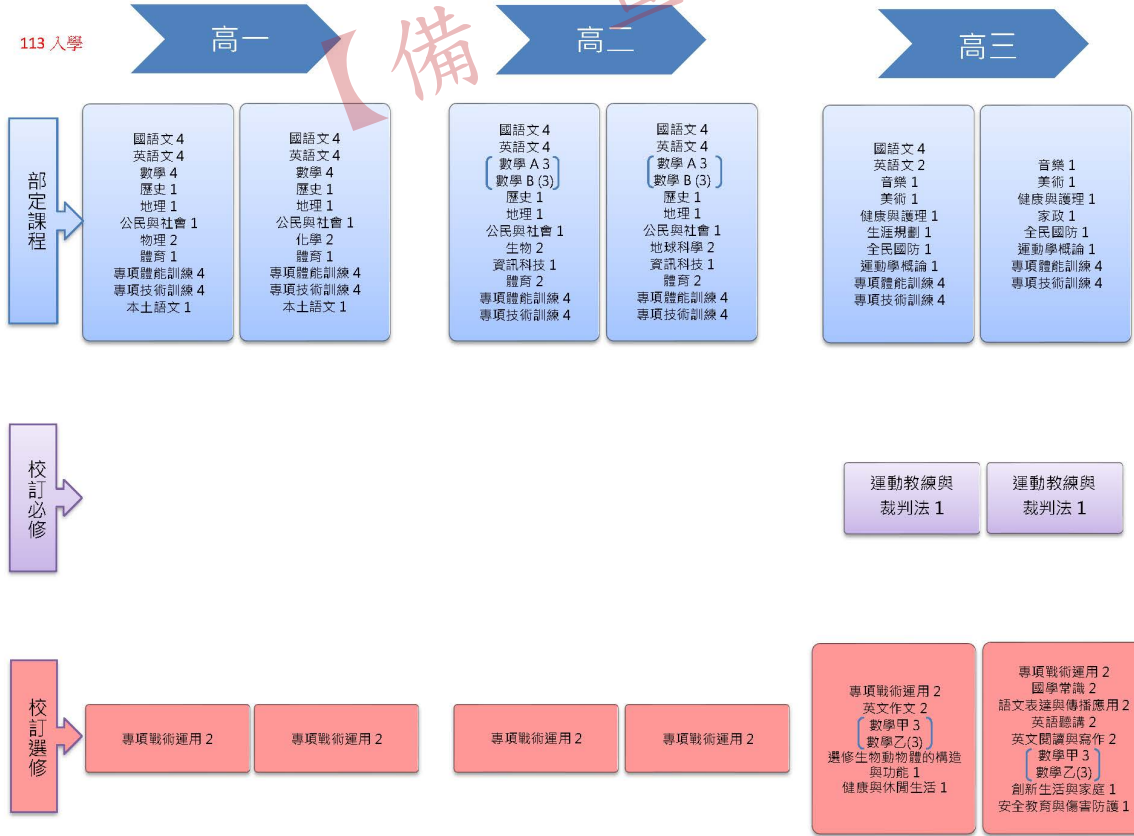 113 入學
高一
高二
高三
【備
部定課程
國語文 4
英語文 4
數學 4
歷史 1
地理 1
公民與社會 1
物理 2
體育 1
專項體能訓練 4
專項技術訓練 4
本土語文 1
國語文 4
英語文 4
數學 4
歷史 1
地理 1
公民與社會 1
化學 2
體育 1
專項體能訓練 4
專項技術訓練 4
本土語文 1
國語文 4
英語文 4
數學 A 3
數學 B (3)
歷史 1
地理 1
公民與社會 1
生物 2
資訊科技 1
體育 2
專項體能訓練 4
專項技術訓練 4
國語文 4
英語文 4
數學 A 3
數學 B (3)
歷史 1
地理 1
公民與社會 1
地球科學 2
資訊科技 1
體育 2
專項體能訓練 4
專項技術訓練 4
國語文 4
英語文 2
音樂 1
美術 1
健康與護理 1
生涯規劃 1
全民國防 1
運動學概論 1
專項體能訓練 4
專項技術訓練 4
音樂 1
美術 1
健康與護理 1
家政 1
全民國防 1
運動學概論 1
專項體能訓練 4
專項技術訓練 4
校訂必修
運動教練與
裁判法 1
運動教練與
裁判法 1
校訂選修
專項戰術運用 2
專項戰術運用 2
專項戰術運用 2
專項戰術運用 2
專項戰術運用 2
英文作文 2
數學甲 3
數學乙(3)
選修生物動物體的構造
與功能 1
健康與休閒生活 1
專項戰術運用 2
國學常識 2
語文表達與傳播應用 2
英語聽講 2
英文閱讀與寫作 2
數學甲 3
數學乙(3)
創新生活與家庭 1
安全教育與傷害防護 1